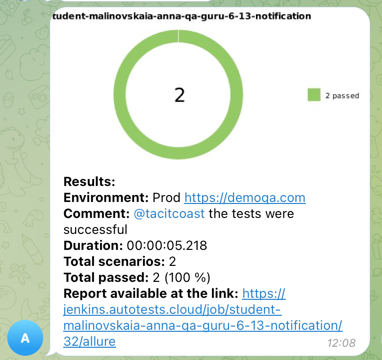 tudent-malinovskaia-anna-qa-guru-6-13-notification
2
2 passed
Results:
Environment: Prod https://demoqa.com
Comment: @tacitcoast the tests were
successful
Duration: 00:00:05.218
Total scenarios: 2
Total passed: 2 (100 %)
Report available at the link: https://
jenkins.autotests.cloud/job/student-
malinovskaia-anna-qa-guru-6-13-notification/
32/allure
A
12:08